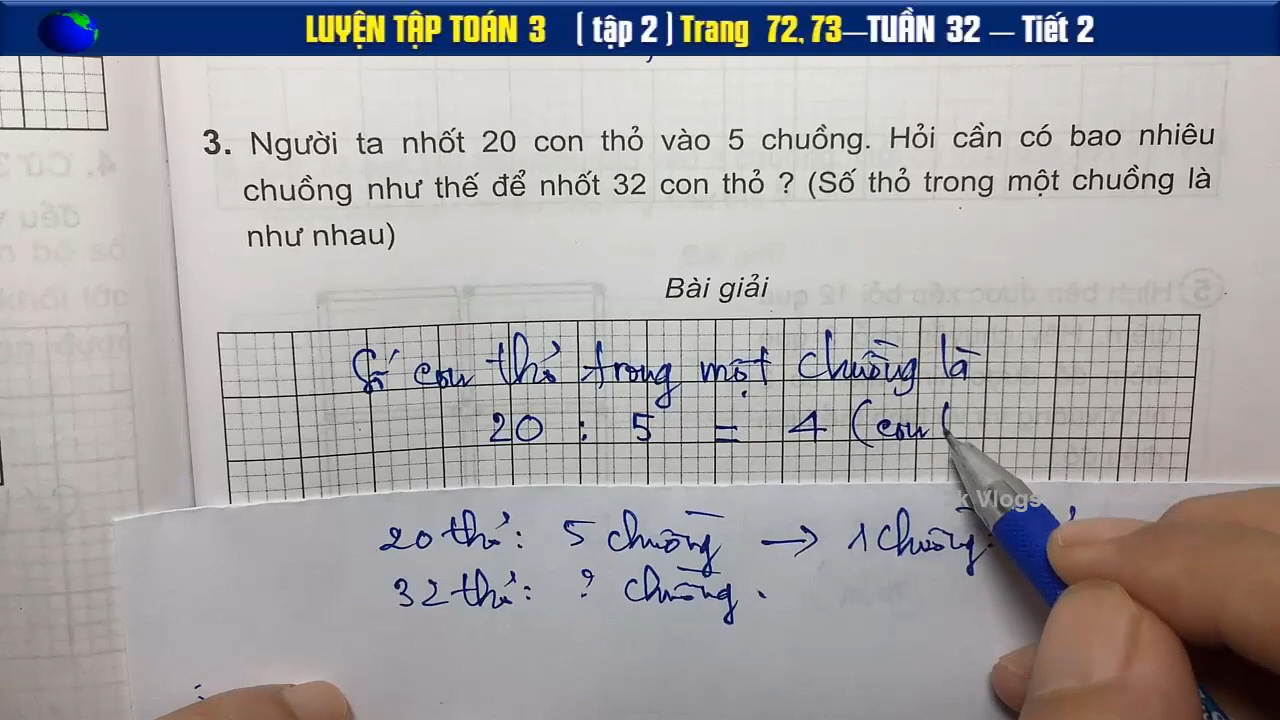 LUYỆN TẬP TOÁN 3 [ tập 2 ] Trang 72, 73—TUẦN 32 — Tiết 2
3. Người ta nhốt 20 con thỏ vào 5 chuồng. Hỏi cần có bao nhiêu
chuồng như thế để nhốt 32 con thỏ ? (Số thỏ trong một chuồng là
như nhau)
Bài giải
Số con thỏ trong một chuồng là
20 : 5 = 4 (con
k Vlogs
20 thỏ: 5 chuồng → 1 chuồng:
32 thỏ: ? chuồng.